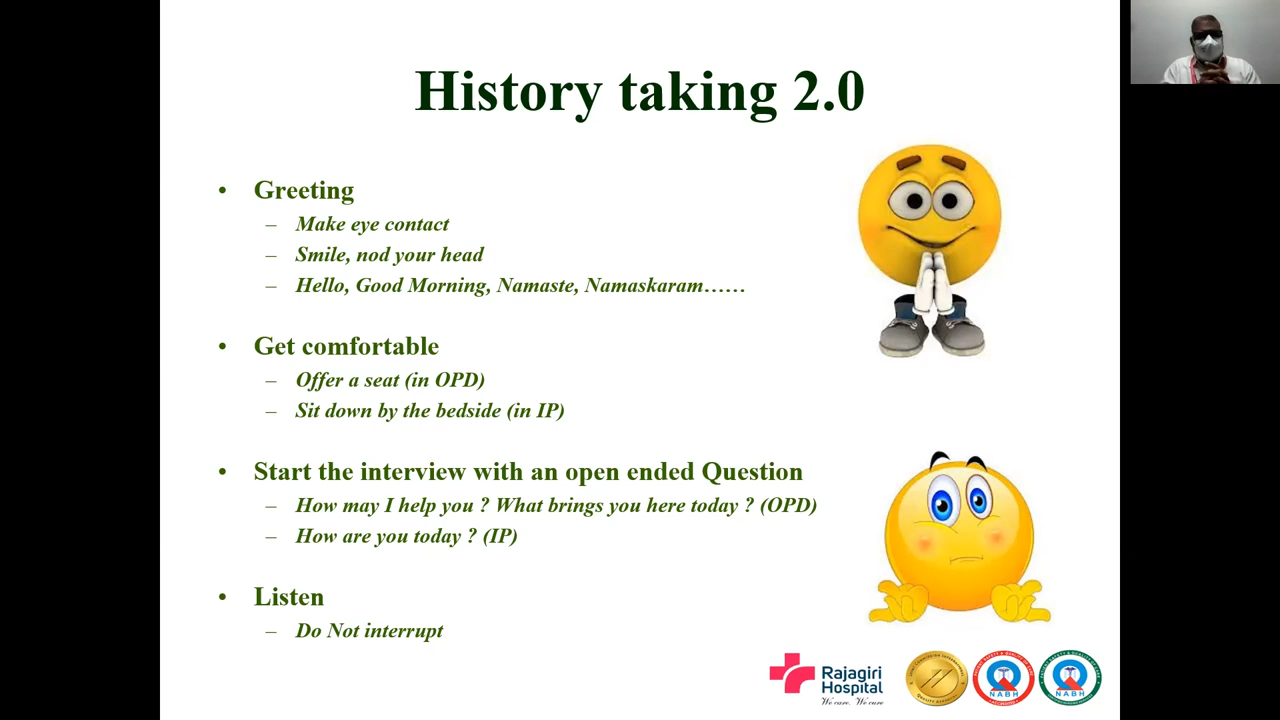 History taking 2.0
• Greeting
– Make eye contact
– Smile, nod your head
– Hello, Good Morning, Namaste, Namaskaram……
• Get comfortable
– Offer a seat (in OPD)
– Sit down by the bedside (in IP)
• Start the interview with an open ended Question
– How may I help you ? What brings you here today ? (OPD)
– How are you today ? (IP)
• Listen
– Do Not interrupt
Rajagiri
Hospital
We care. We cure
NABH
NABH